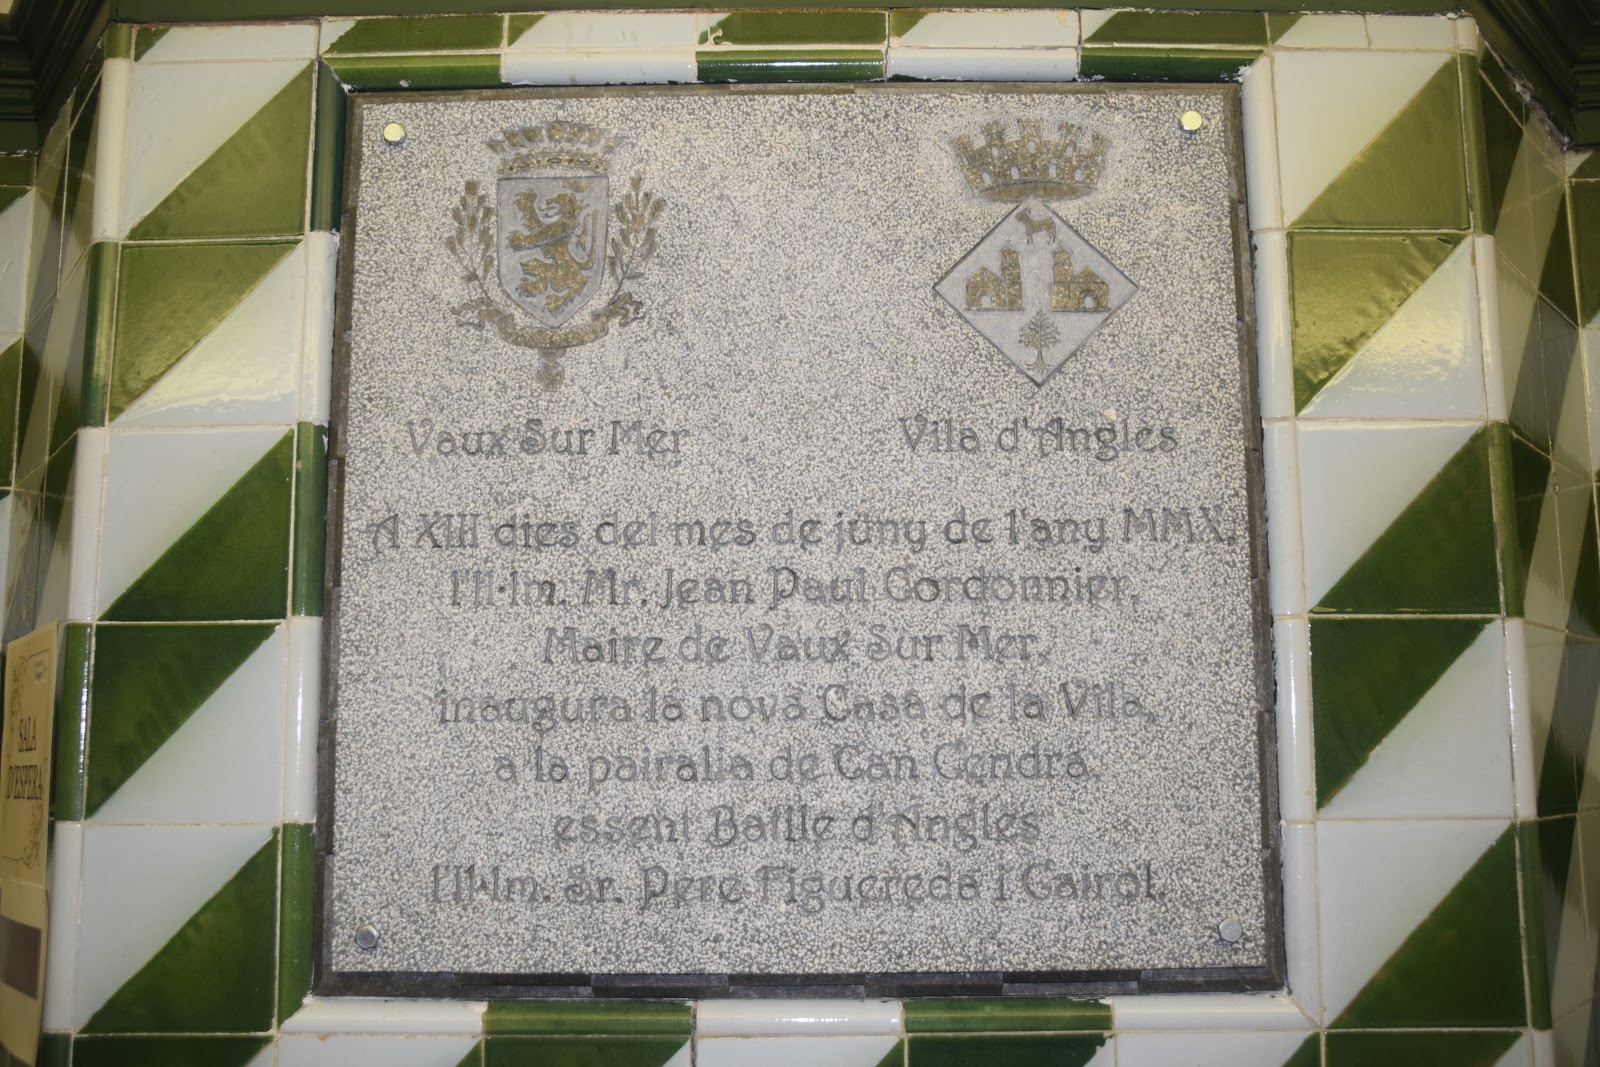 Vaux Sur Mer
Vila d'Anglès
A XIII dies del mes de juny de l'any MMX,
l'Il·lm. Mr. Jean Paul Cordonnier,
Maire de Vaux Sur Mer,
inaugura la nova Casa de la Vila,
a la pairalia de Can Cendra,
essent Batlle d'Anglès
l'Il·lm. Sr. Pere Figuereda i Cairol.
SALA
D'ESPERA